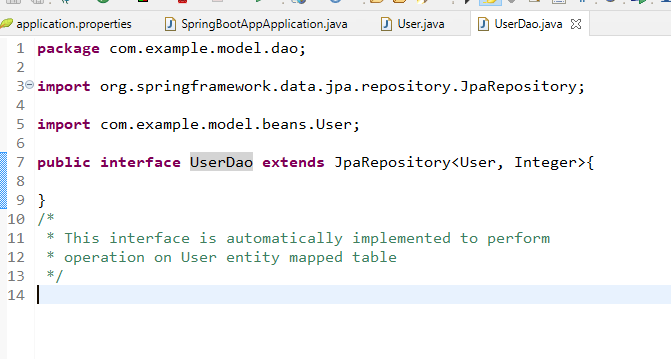 application.properties SpringBootAppApplication.java User.java UserDao.java
1 package com.example.model.dao;
2
3 import org.springframework.data.jpa.repository.JpaRepository;
4
5 import com.example.model.beans.User;
6
7 public interface UserDao extends JpaRepository<User, Integer>{
8
9 }
10 /*
11 * This interface is automatically implemented to perform
12 * operation on User entity mapped table
13 */
14